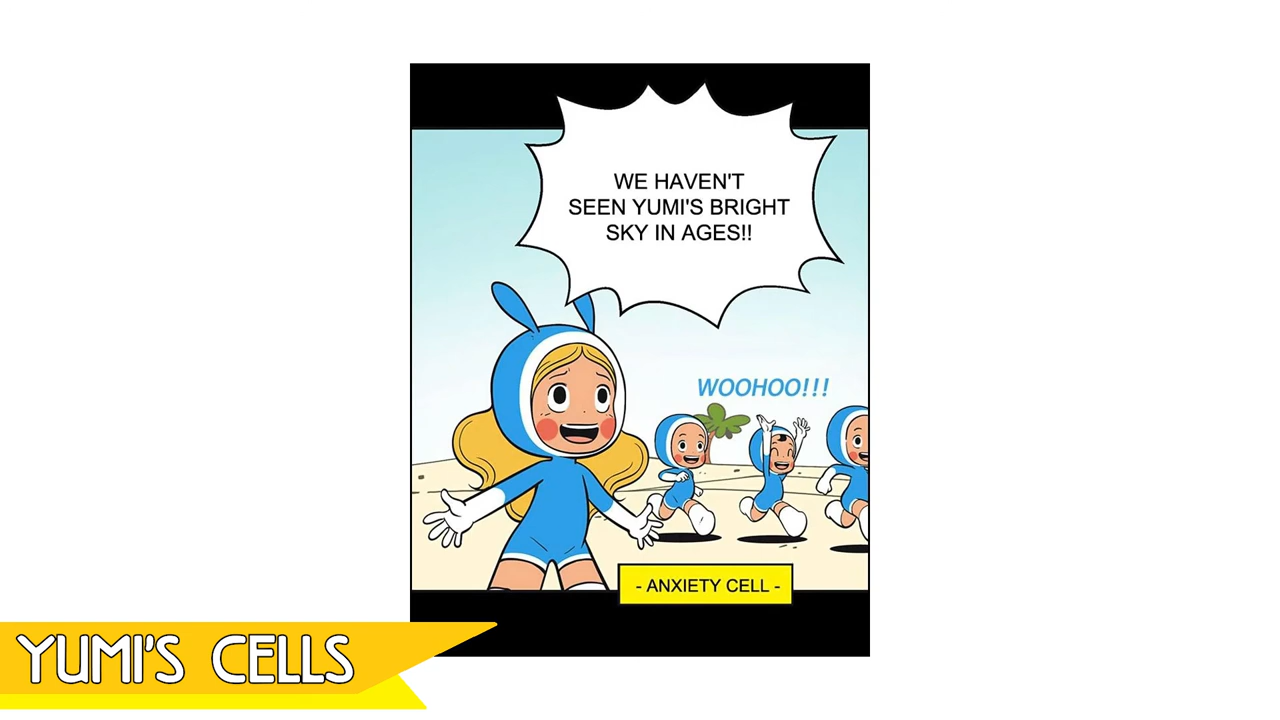 WE HAVEN'T
SEEN YUMI'S BRIGHT
SKY IN AGES!!
WOOHOO!!!
- ANXIETY CELL -
YUMI'S CELLS